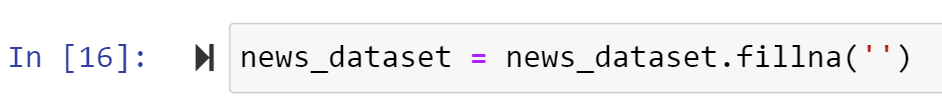 In [16]: news_dataset = news_dataset.fillna('')